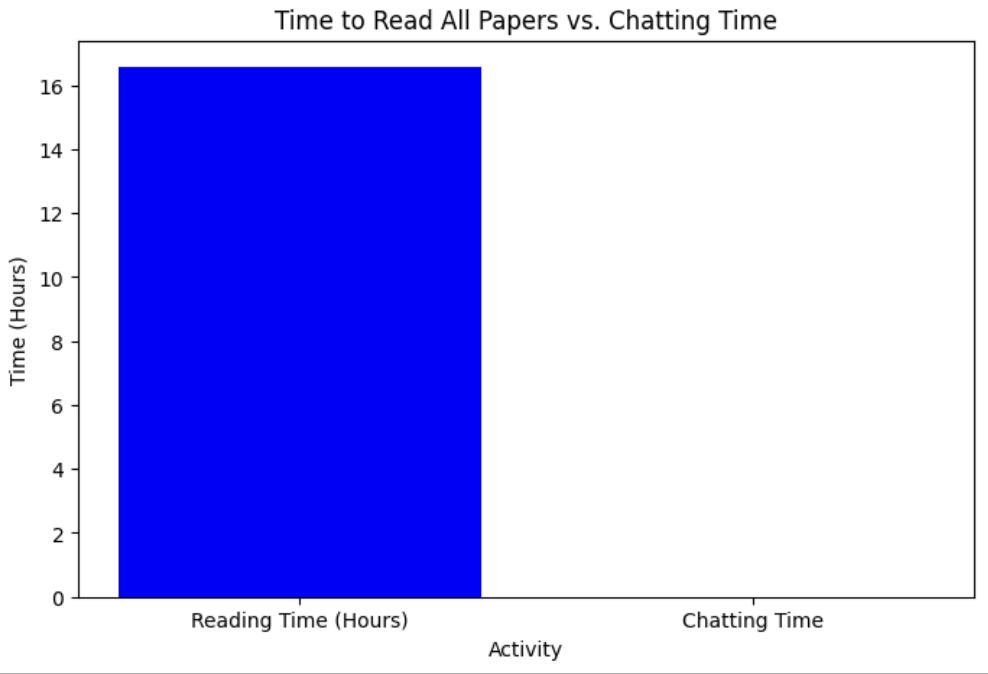 Time to Read All Papers vs. Chatting Time
Time (Hours)
16
14
12
10
8
6
4
2
0
Reading Time (Hours)
Chatting Time
Activity